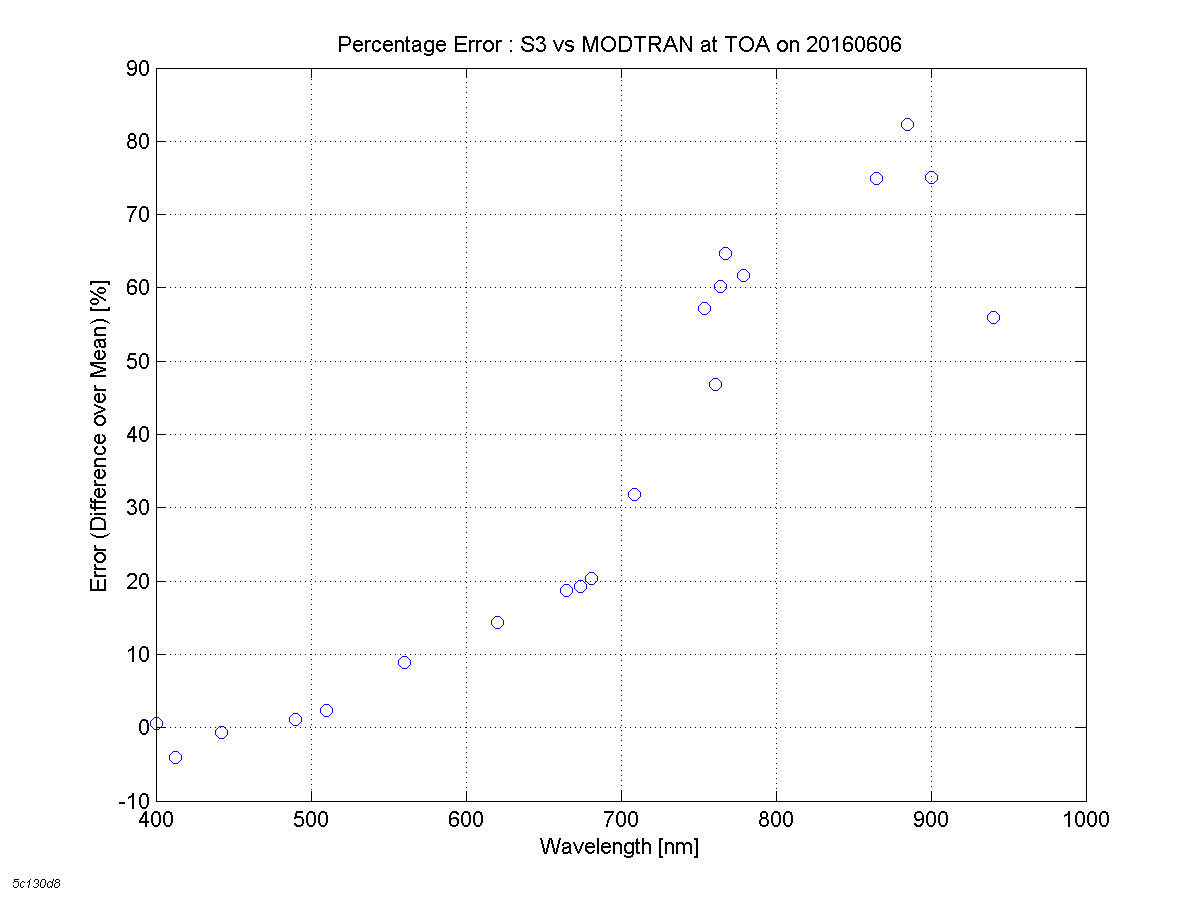 Percentage Error : S3 vs MODTRAN at TOA on 20160606
90
80
70
60
50
40
30
20
10
0
-10
Error (Difference over Mean) [%]
400 500 600 700 800 900 1000
Wavelength [nm]
5c130d8